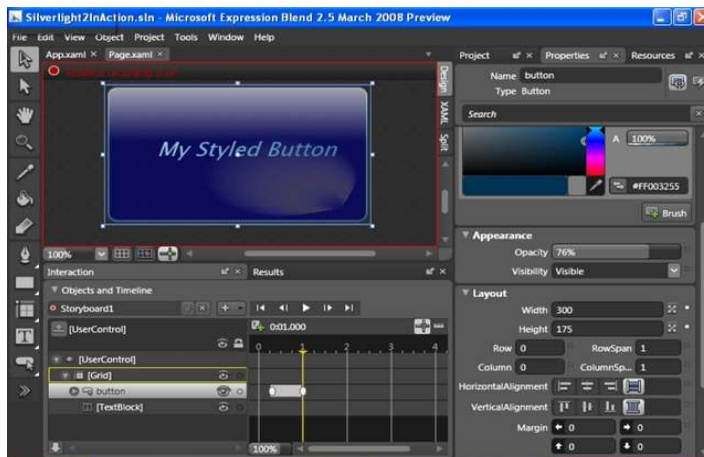 Silverlight2InAction.sln - Microsoft Expression Blend 2.5 March 2008 Preview
File Edit View Object Project Tools Window Help
App.xaml × Page.xaml ×
Project Properties Resources
Design
XAML
Split
My Styled Button
Name button
Type Button
Search
A 100%
#FF003255
Brush
Appearance
Opacity 76%
Visibility Visible
Layout
Width 300
Height 175
Row 0 RowSpan 1
Column 0 ColumnSp... 1
HorizontalAlignment
VerticalAlignment
Margin 0 0
0 0
100%
Interaction Results
Objects and Timeline
Storyboard1
[UserControl] 0:01.000
0 1 2 3 4
[UserControl]
[Grid]
button
[TextBlock]
100%